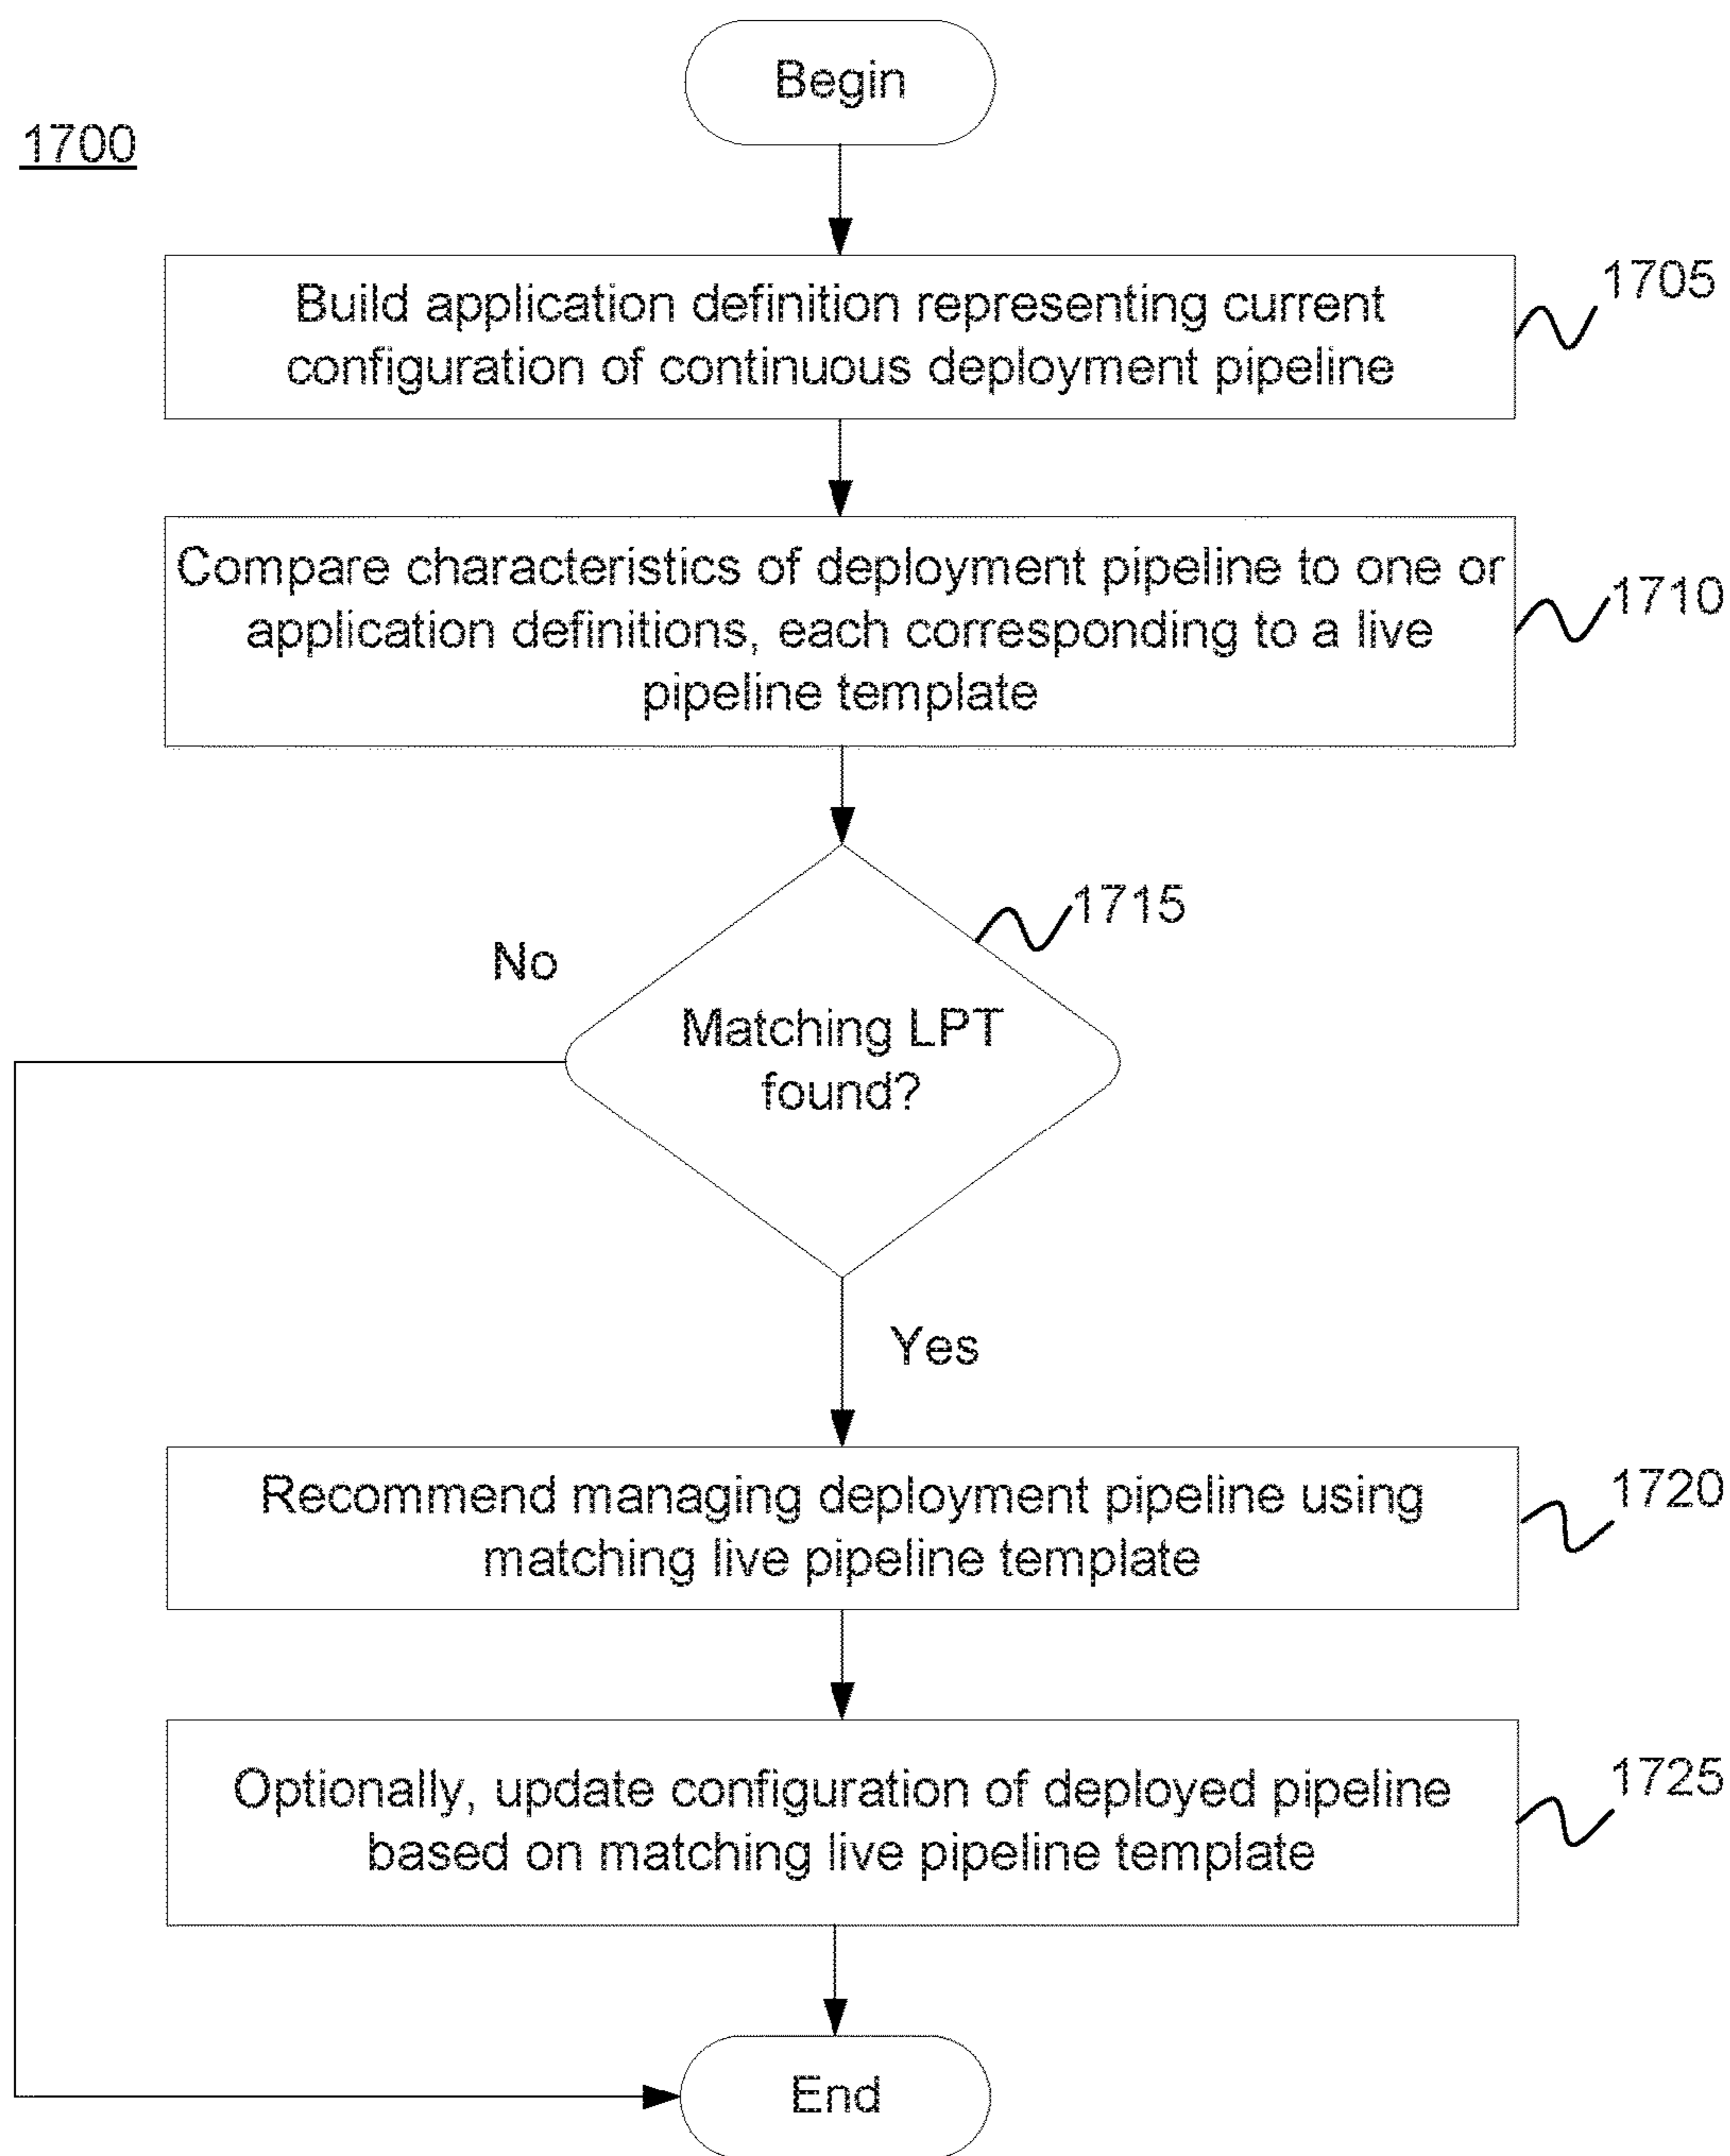 Begin
1700
Build application definition representing current
configuration of continuous deployment pipeline
1705
Compare characteristics of deployment pipeline to one or
application definitions, each corresponding to a live
pipeline template
1710
1715
No
Matching LPT
found?
Yes
Recommend managing deployment pipeline using
matching live pipeline template
1720
Optionally, update configuration of deployed pipeline
based on matching live pipeline template
1725
End